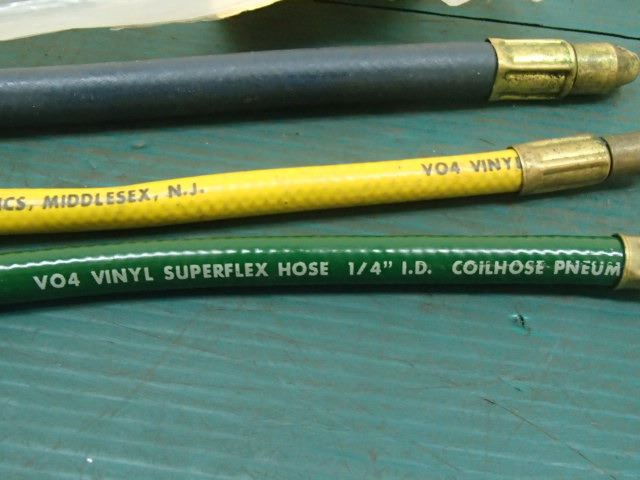 ICS, MIDDLESEX, N.J. VO4 VINYL
VO4 VINYL SUPERFLEX HOSE 1/4" I.D. COILHOSE PNEUM